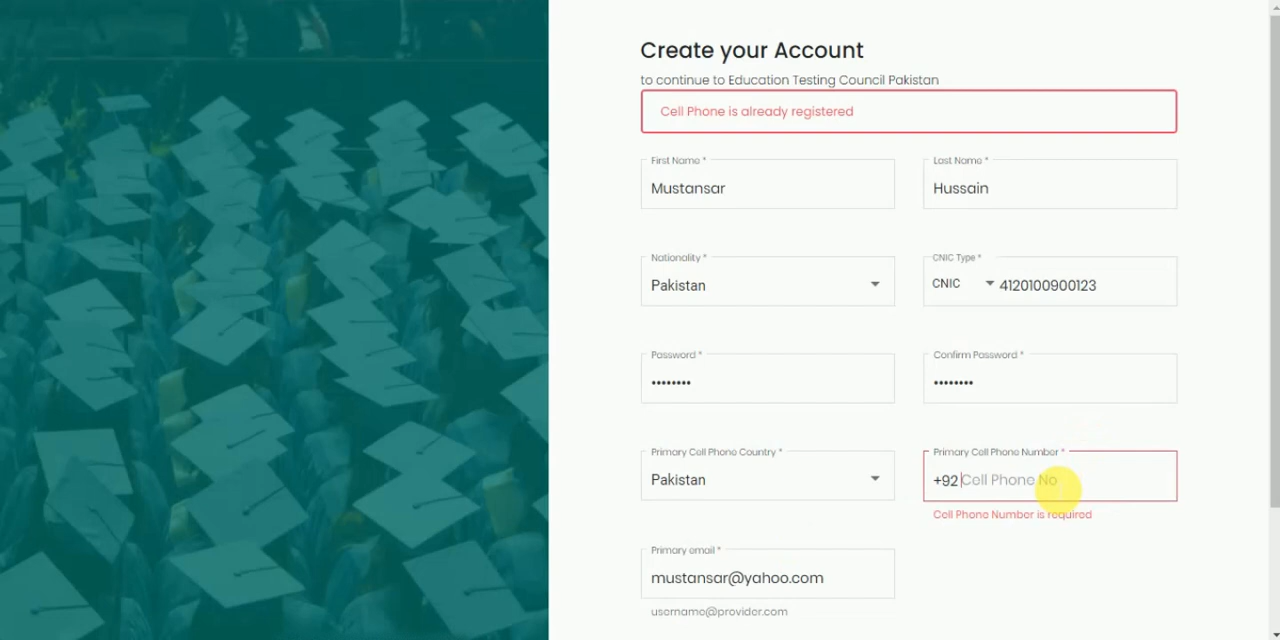 Create your Account
to continue to Education Testing Council Pakistan
Cell Phone is already registered
First Name *
Mustansar
Last Name *
Hussain
Nationality *
Pakistan
CNIC Type *
CNIC 4120100900123
Password *
••••••••
Confirm Password *
••••••••
Primary Cell Phone Country *
Pakistan
Primary Cell Phone Number *
+92 Cell Phone No
Cell Phone Number is required
Primary email *
mustansar@yahoo.com
username@provider.com